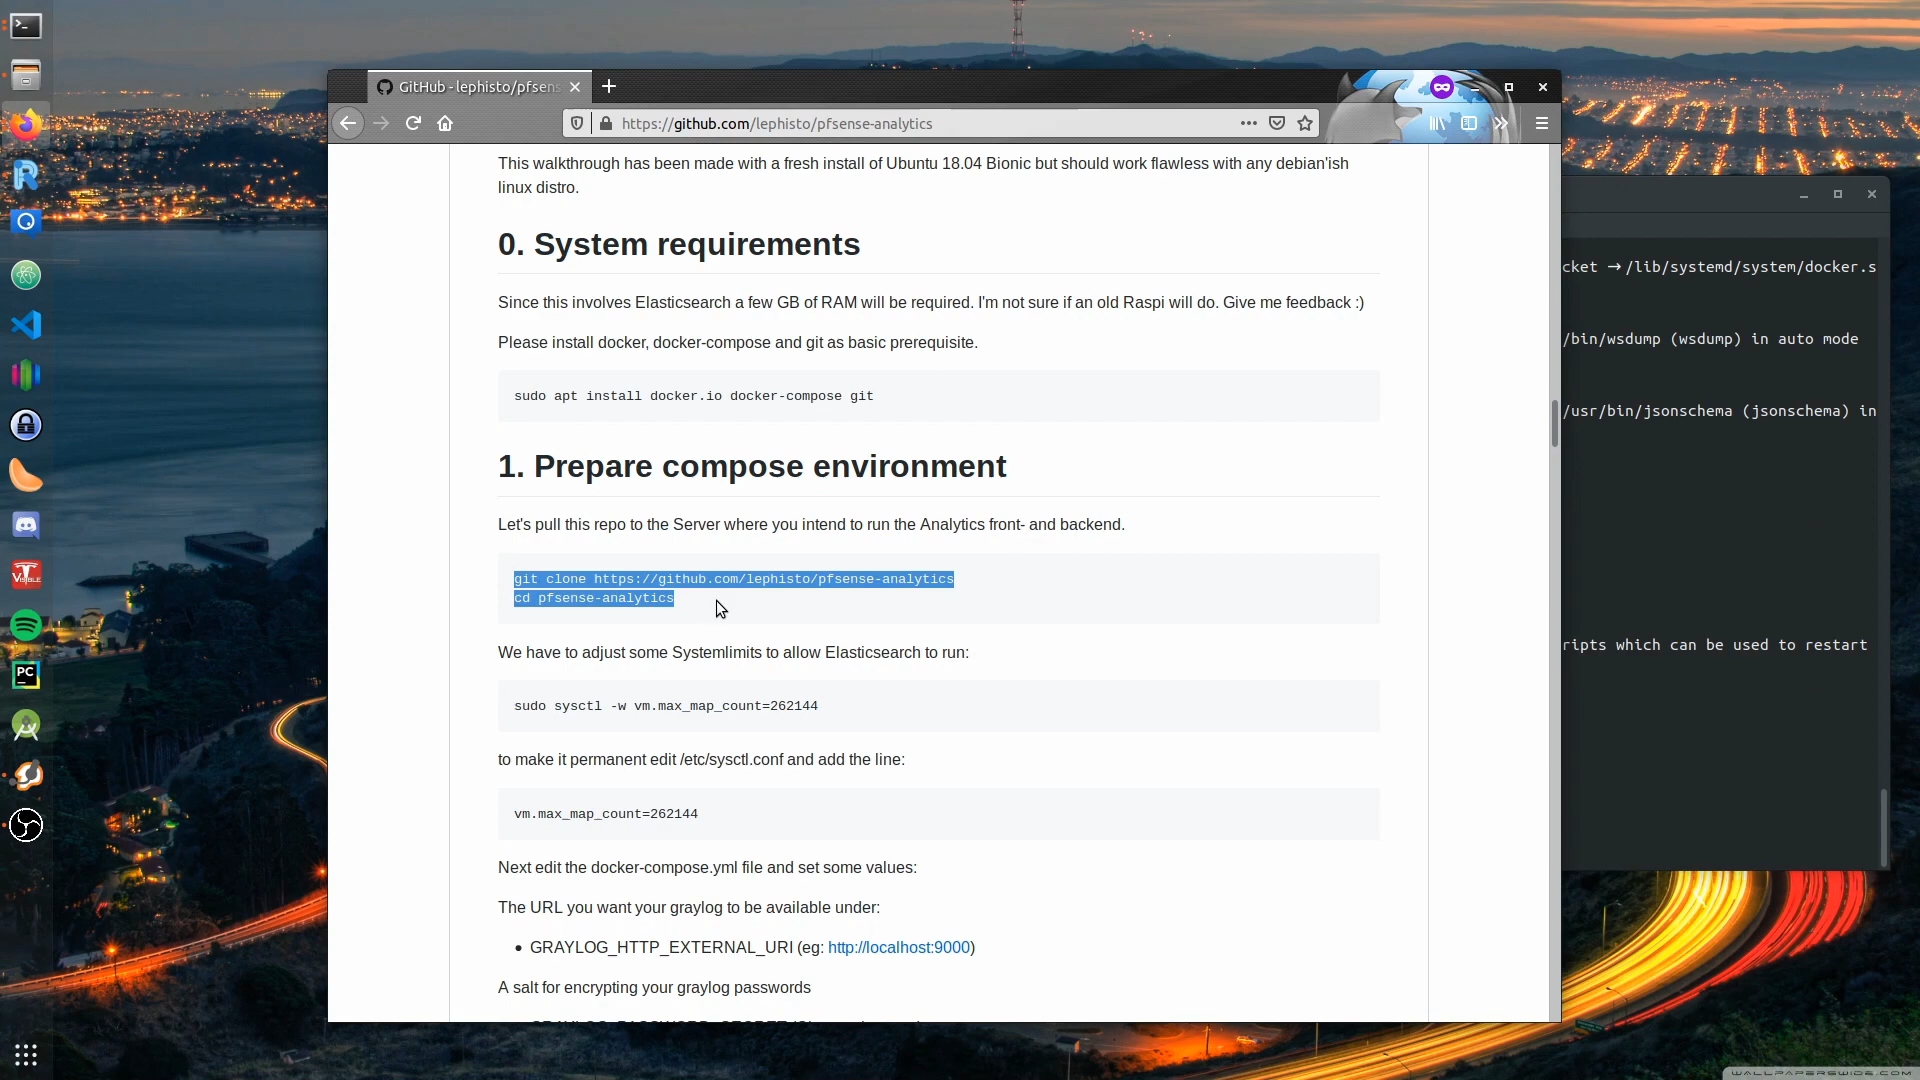 GitHub - lephisto/pfsens
https://github.com/lephisto/pfsense-analytics
This walkthrough has been made with a fresh install of Ubuntu 18.04 Bionic but should work flawless with any debian'ish
linux distro.
0. System requirements
Since this involves Elasticsearch a few GB of RAM will be required. I'm not sure if an old Raspi will do. Give me feedback :)
Please install docker, docker-compose and git as basic prerequisite.
sudo apt install docker.io docker-compose git
1. Prepare compose environment
Let's pull this repo to the Server where you intend to run the Analytics front- and backend.
git clone https://github.com/lephisto/pfsense-analytics
cd pfsense-analytics
We have to adjust some Systemlimits to allow Elasticsearch to run:
sudo sysctl -w vm.max_map_count=262144
to make it permanent edit /etc/sysctl.conf and add the line:
vm.max_map_count=262144
Next edit the docker-compose.yml file and set some values:
The URL you want your graylog to be available under:
• GRAYLOG_HTTP_EXTERNAL_URI (eg: http://localhost:9000)
A salt for encrypting your graylog passwords
cket → /lib/systemd/system/docker.s
/bin/wsdump (wsdump) in auto mode
/usr/bin/jsonschema (jsonschema) in
ripts which can be used to restart
VISIBLE
PC
WALLPAPERSWIDE.COM